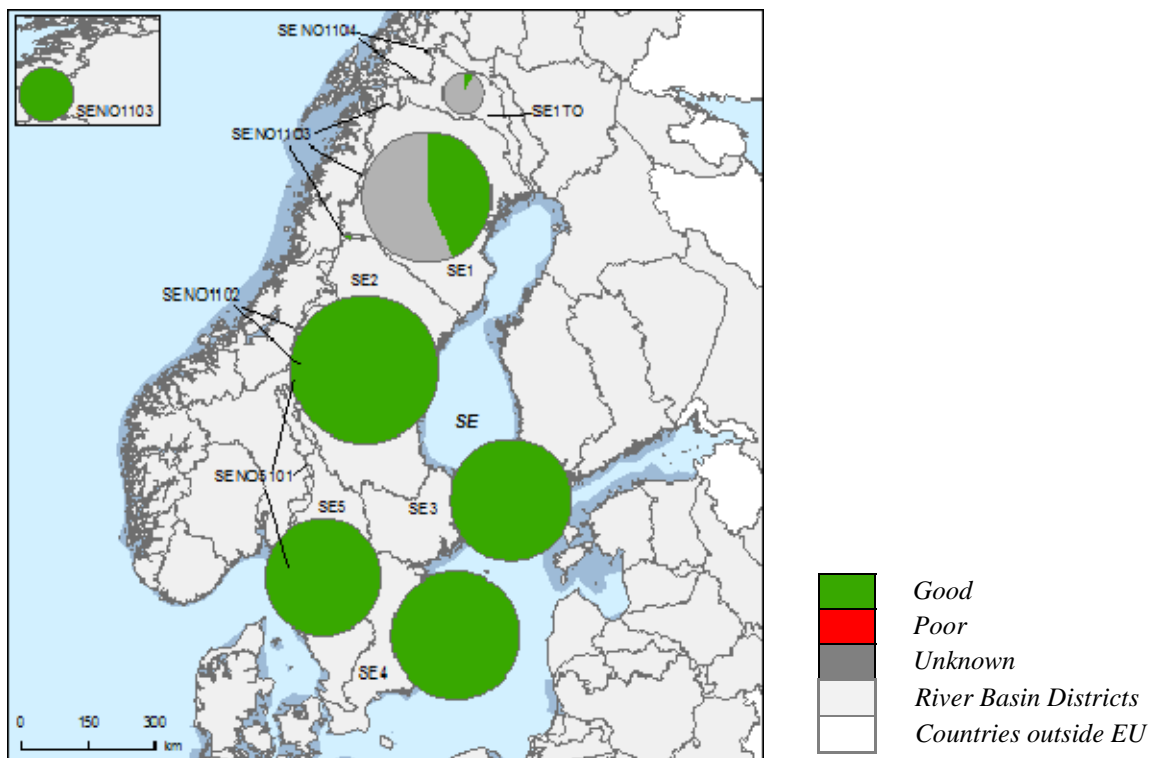 SENO1104
SENO1103
SE1TO
SENO1103
SE1
SE2
SENO1102
SE
SENO5101
SE5
SE3
SE4
0 150 300
km
Good
Poor
Unknown
River Basin Districts
Countries outside EU